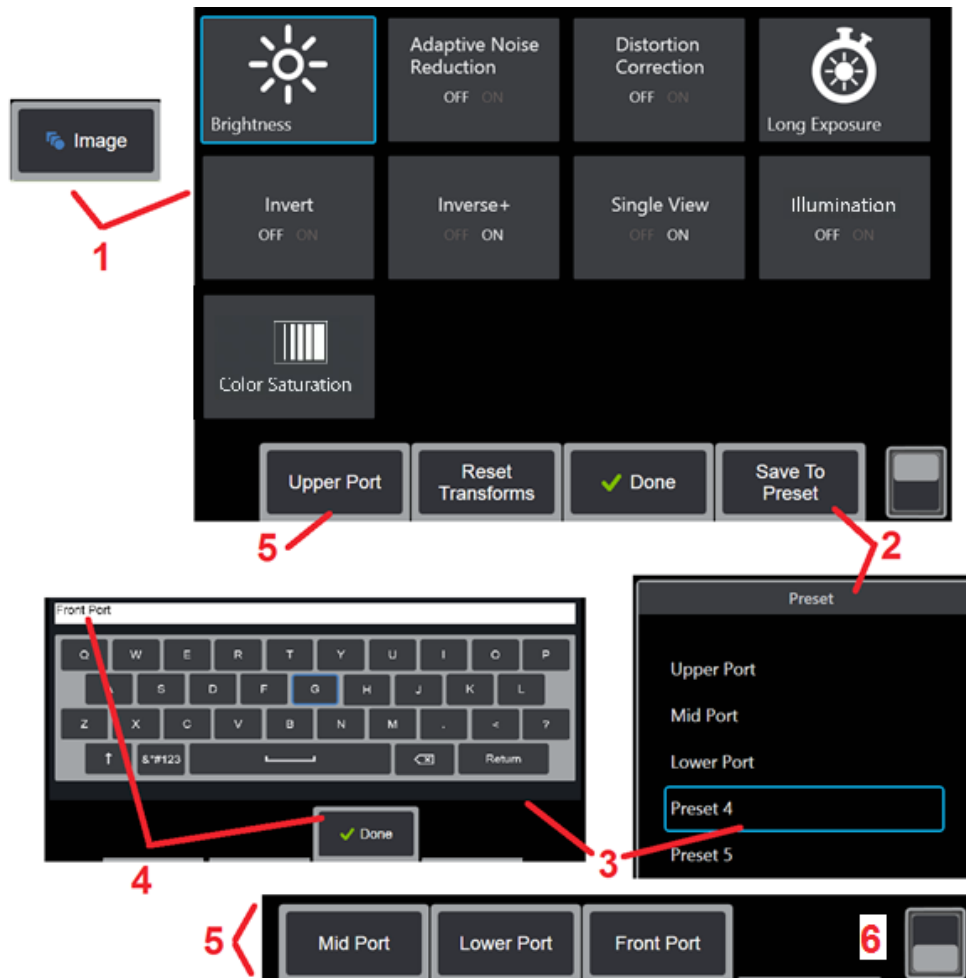 Image
1
Brightness
Adaptive Noise
Reduction
OFF ON
Distortion
Correction
OFF ON
Long Exposure
Invert
OFF ON
Inverse+
OFF ON
Single View
OFF ON
Illumination
OFF ON
Color Saturation
Upper Port
Reset
Transforms
Done
Save To
Preset
5
2
Front Port
Q W E R T Y U I O P
A S D F G H J K L
Z X C V B N M . < ?
↑ &*#123 Return
Done
4
3
Preset
Upper Port
Mid Port
Lower Port
Preset 4
Preset 5
5
Mid Port
Lower Port
Front Port
6